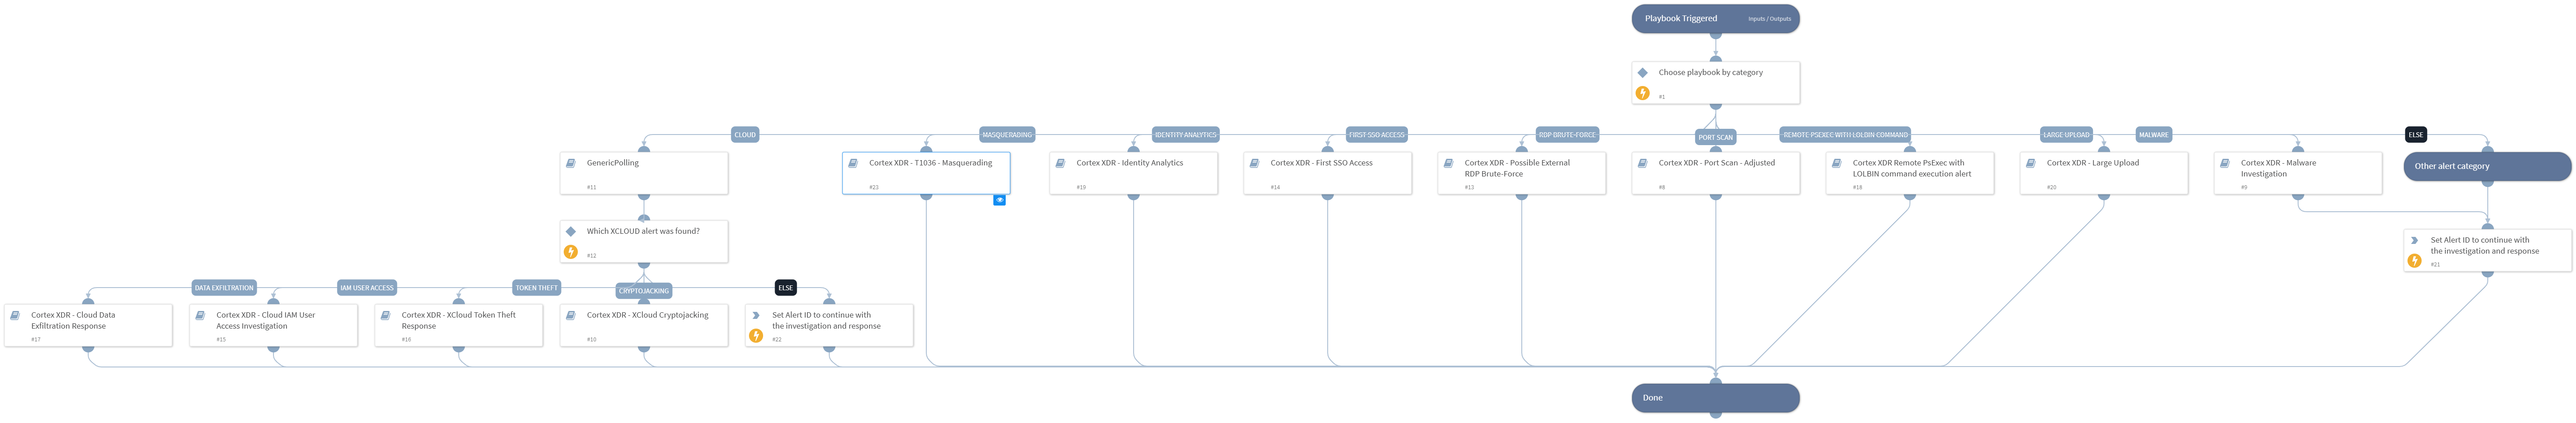 Playbook Triggered
Inputs / Outputs
Choose playbook by category
#1
CLOUD
MASQUERADING
IDENTITY ANALYTICS
FIRST SSO ACCESS
RDP BRUTE-FORCE
PORT SCAN
REMOTE PSEXEC WITH LOLBIN COMMAND
LARGE UPLOAD
MALWARE
ELSE
GenericPolling
#11
Cortex XDR - T1036 - Masquerading
#23
Cortex XDR - Identity Analytics
#19
Cortex XDR - First SSO Access
#14
Cortex XDR - Possible External
RDP Brute-Force
#13
Cortex XDR - Port Scan - Adjusted
#8
Cortex XDR Remote PsExec with
LOLBIN command execution alert
#18
Cortex XDR - Large Upload
#20
Cortex XDR - Malware
Investigation
#9
Other alert category
Which XCLOUD alert was found?
#12
Set Alert ID to continue with
the investigation and response
#21
DATA EXFILTRATION
IAM USER ACCESS
TOKEN THEFT
CRYPTOJACKING
ELSE
Cortex XDR - Cloud Data
Exfiltration Response
#17
Cortex XDR - Cloud IAM User
Access Investigation
#15
Cortex XDR - XCloud Token Theft
Response
#16
Cortex XDR - XCloud Cryptojacking
#10
Set Alert ID to continue with
the investigation and response
#22
Done